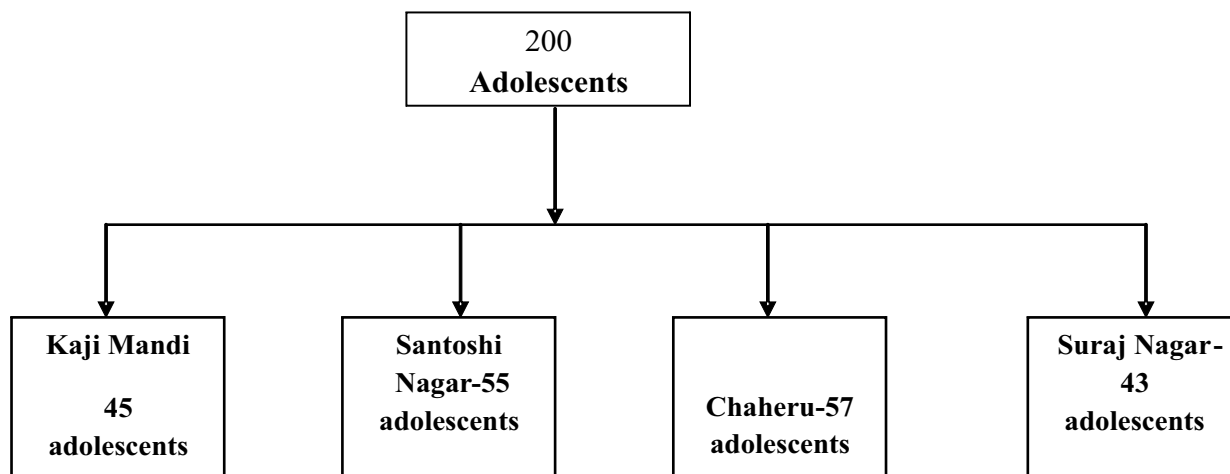 200
Adolescents
Kaji Mandi
45
adolescents
Santoshi
Nagar-55
adolescents
Chaheru-57
adolescents
Suraj Nagar-
43
adolescents